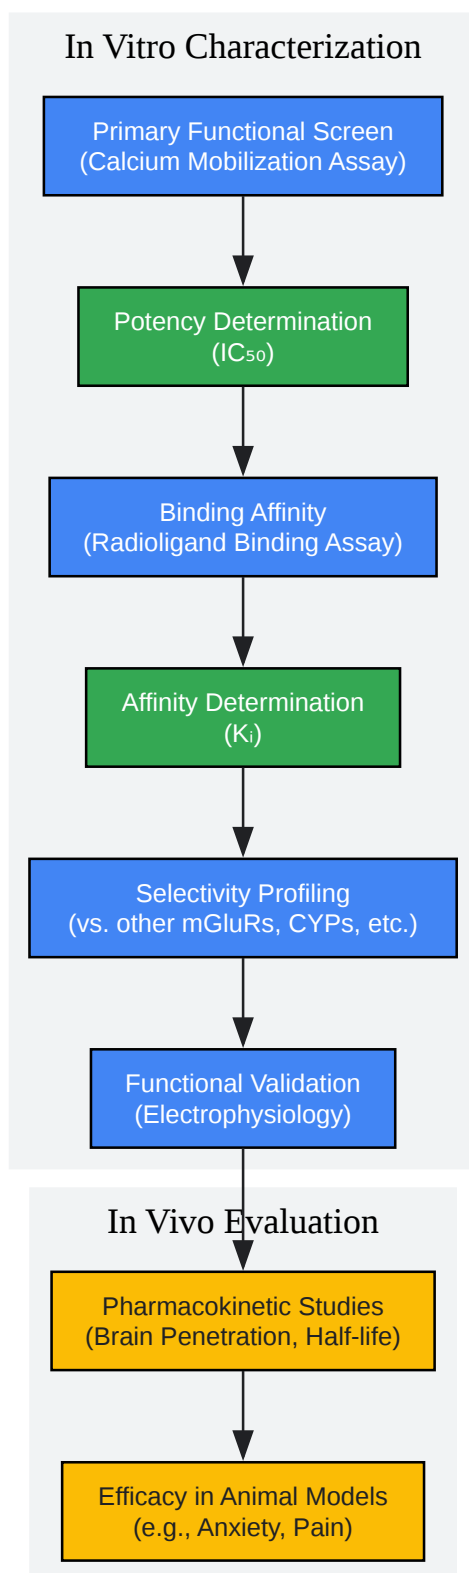 In Vitro Characterization
Primary Functional Screen
(Calcium Mobilization Assay)
Potency Determination
(IC₅₀)
Binding Affinity
(Radioligand Binding Assay)
Affinity Determination
(Kᵢ)
Selectivity Profiling
(vs. other mGluRs, CYPs, etc.)
Functional Validation
(Electrophysiology)
In Vivo Evaluation
Pharmacokinetic Studies
(Brain Penetration, Half-life)
Efficacy in Animal Models
(e.g., Anxiety, Pain)